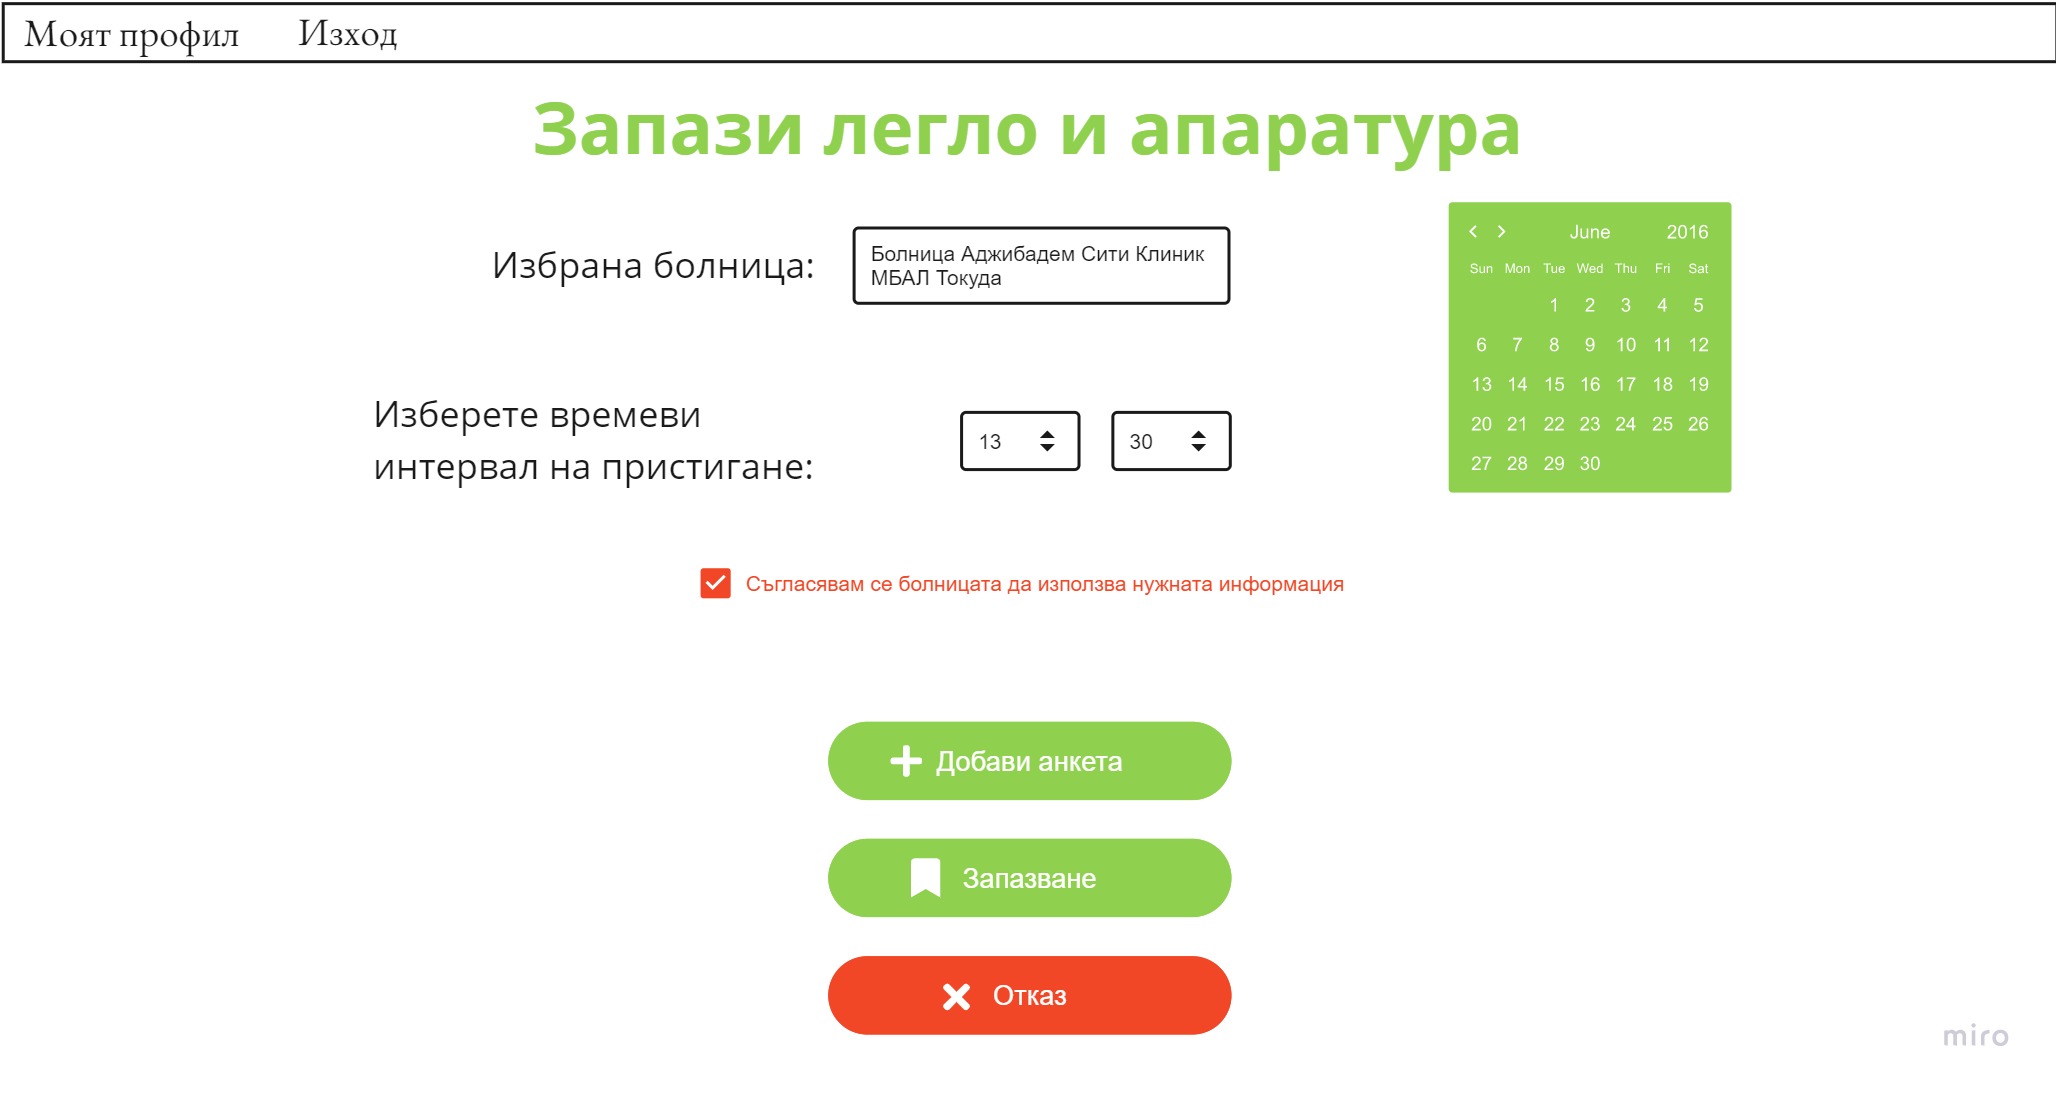 Моят профил Изход
Запази легло и апаратура
Избрана болница:
Болница Аджибадем Сити Клиник
МБАЛ Токуда
June 2016
Sun Mon Tue Wed Thu Fri Sat
1 2 3 4 5
6 7 8 9 10 11 12
13 14 15 16 17 18 19
20 21 22 23 24 25 26
27 28 29 30
Изберете времеви
интервал на пристигане:
13 30
Съгласявам се болницата да използва нужната информация
Добави анкета
Запазване
Отказ
miro